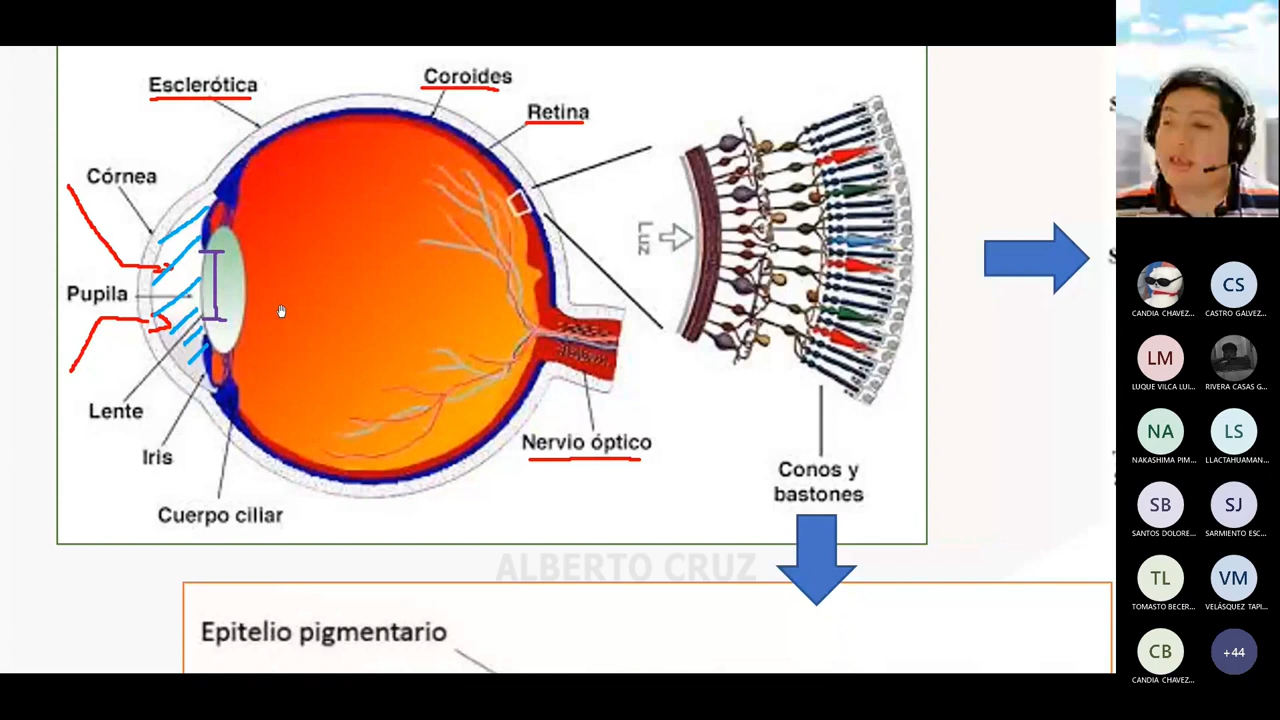 Esclerótica
Coroides
Retina
Córnea
Pupila
Lente
Iris
Cuerpo ciliar
Nervio óptico
Luz
Conos y
bastones
ALBERTO CRUZ
Epitelio pigmentario
CANDIA CHAVEZ...
CS
CASTRO GALVEZ...
LM
LUQUE VILCA LUI...
RIVERA CASAS G...
NA
NAKASHIMA PIM...
LS
LLACTAHUAMAN...
SB
SANTOS DOLORE...
SJ
SARMIENTO ESC...
TL
TOMASTO BECER...
VM
VELÁSQUEZ TAPI...
CB
CANDIA CHAVEZ...
+44